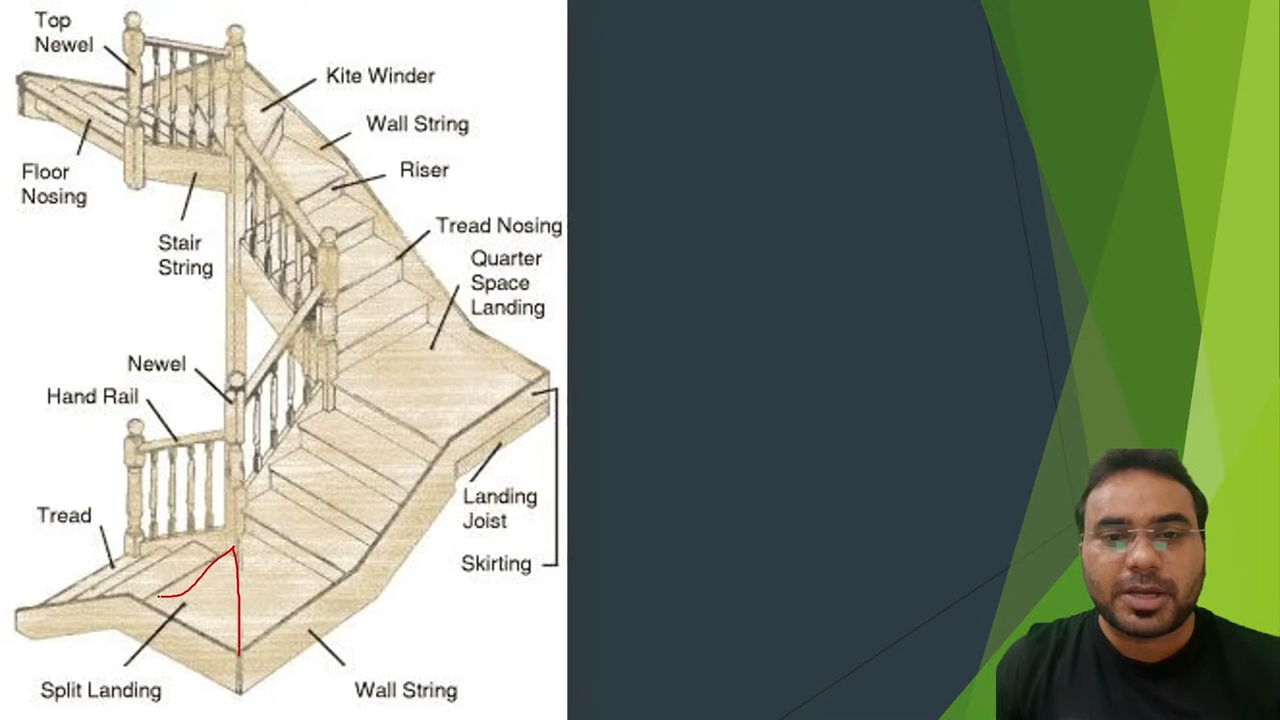 Top
Newel
Kite Winder
Wall String
Riser
Floor
Nosing
Tread Nosing
Stair
String
Quarter
Space
Landing
Newel
Hand Rail
Tread
Landing
Joist
Skirting
Split Landing
Wall String